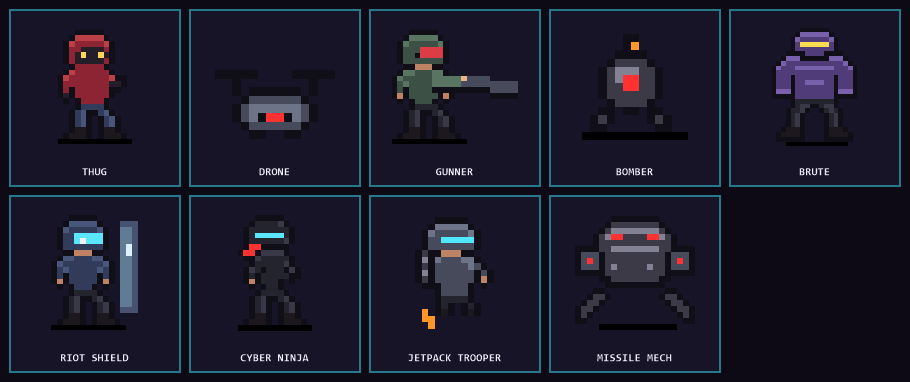 THUG
DRONE
GUNNER
BOMBER
BRUTE
RIOT SHIELD
CYBER NINJA
JETPACK TROOPER
MISSILE MECH